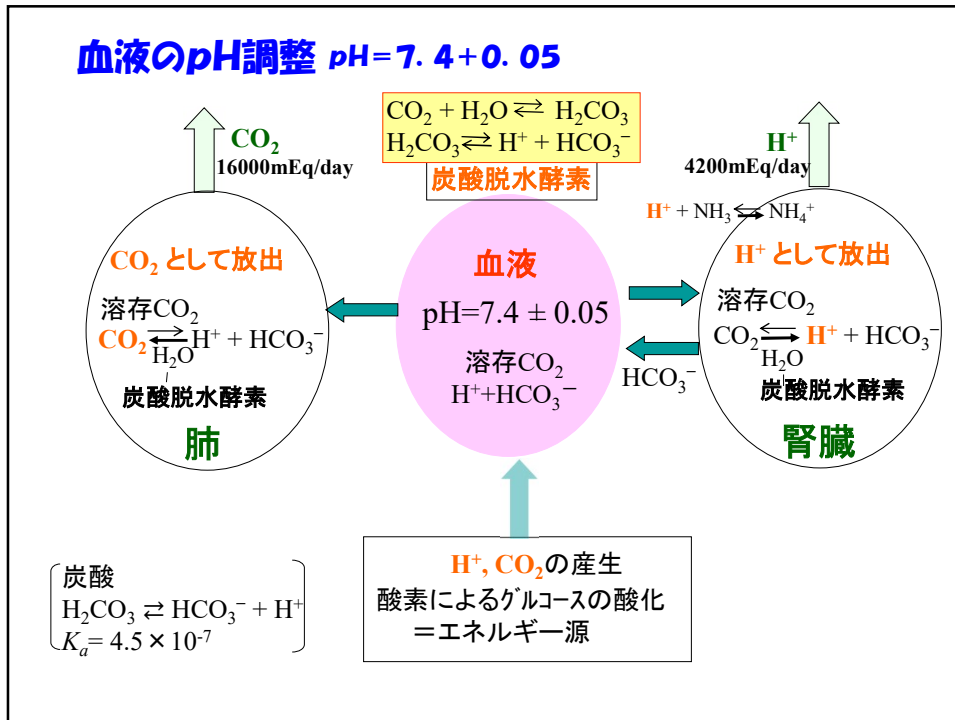 血液のpH調整 pH=7.4+0.05
CO₂
16000mEq/day
CO₂ + H₂O ⇄ H₂CO₃
H₂CO₃⇄ H⁺ + HCO₃⁻
炭酸脱水酵素
H⁺
4200mEq/day
CO₂ として放出
溶存CO₂
CO₂ ⇄ H⁺ + HCO₃⁻
H₂O
炭酸脱水酵素
肺
血液
pH=7.4 ± 0.05
溶存CO₂
H⁺+HCO₃⁻
HCO₃⁻
H⁺ + NH₃ ⇄ NH₄⁺
H⁺ として放出
溶存CO₂
CO₂ ⇄ H⁺ + HCO₃⁻
H₂O
炭酸脱水酵素
腎臓
H⁺, CO₂の産生
酸素によるグルコースの酸化
＝エネルギー源
炭酸
H₂CO₃ ⇄ HCO₃⁻ + H⁺
Ka= 4.5×10⁻⁷